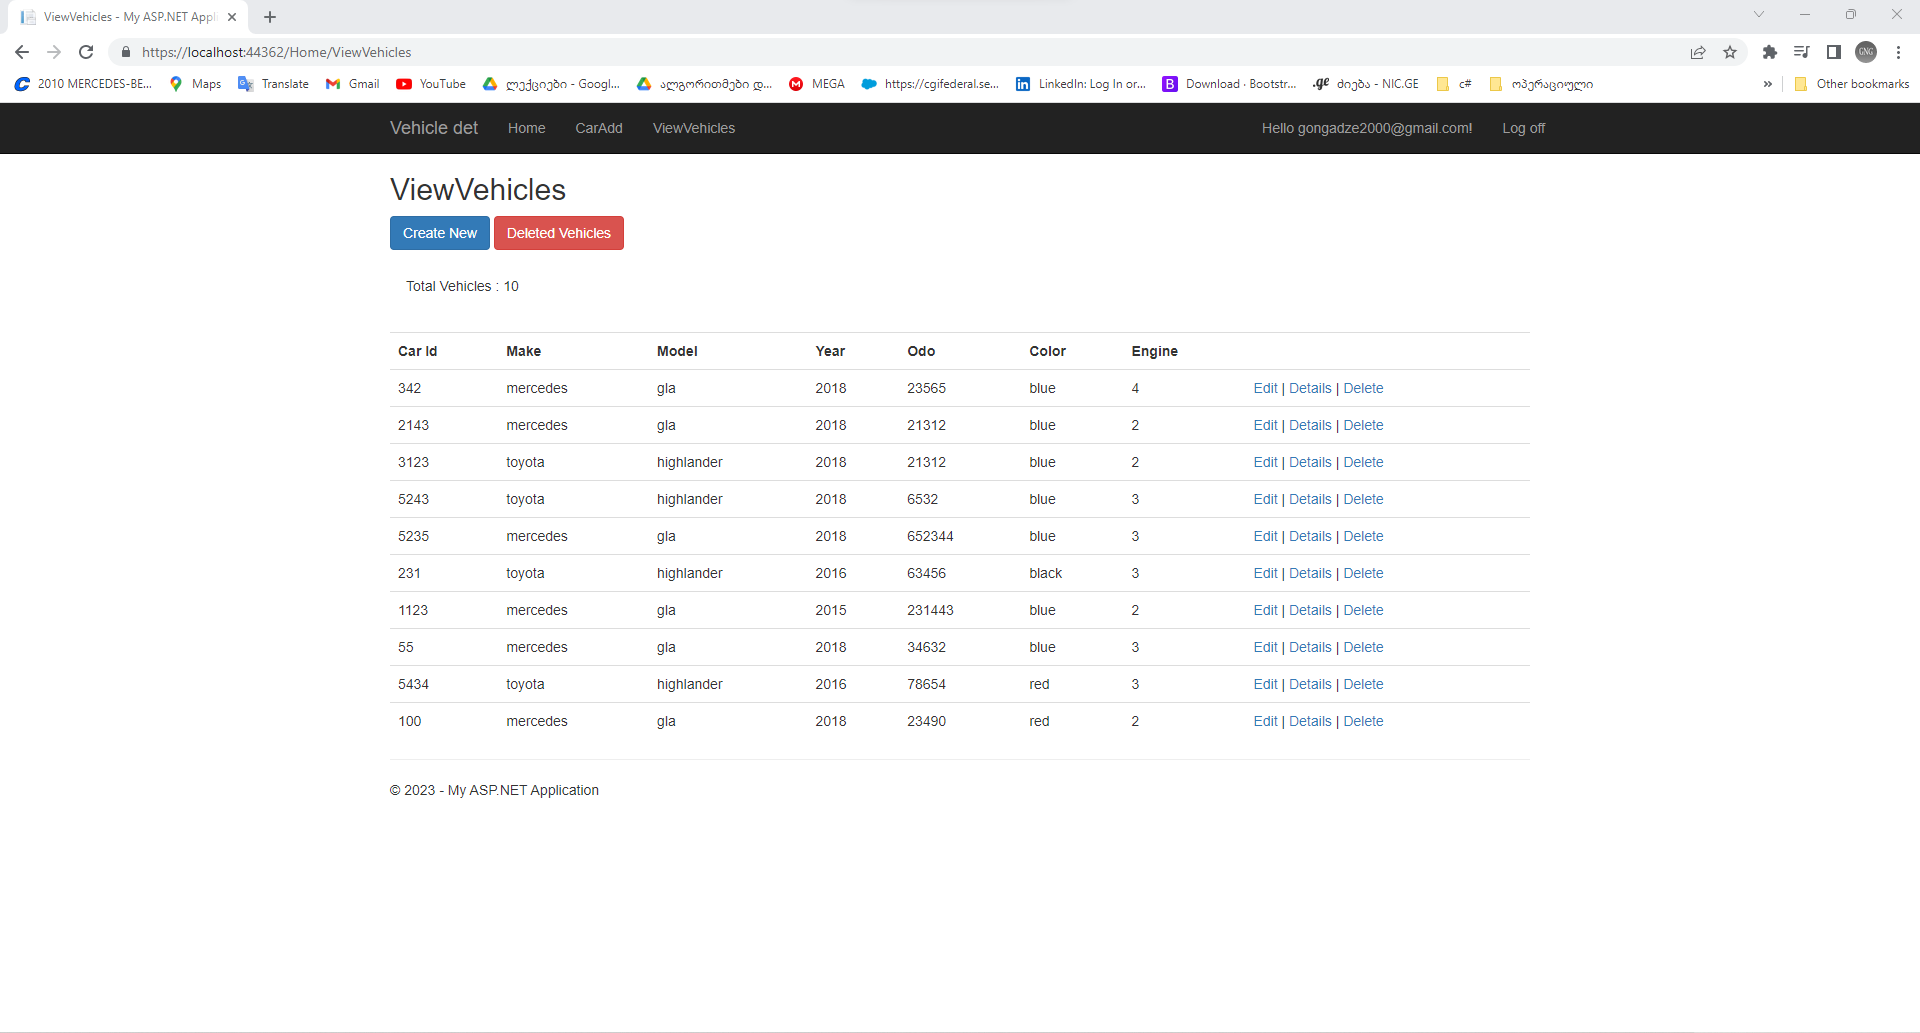 ViewVehicles - My ASP.NET Appl
https://localhost:44362/Home/ViewVehicles
GNG
2010 MERCEDES-BE... Maps Translate Gmail YouTube ლექციები - Googl... ალგორითმები დ... MEGA https://cgifederal.se... LinkedIn: Log In or... B Download · Bootstr... .ge ძიება - NIC.GE c# ოპერაციული » Other bookmarks
Vehicle det Home CarAdd ViewVehicles Hello gongadze2000@gmail.com! Log off
ViewVehicles
Create New Deleted Vehicles
Total Vehicles : 10
Car Id Make Model Year Odo Color Engine
342 mercedes gla 2018 23565 blue 4 Edit | Details | Delete
2143 mercedes gla 2018 21312 blue 2 Edit | Details | Delete
3123 toyota highlander 2018 21312 blue 2 Edit | Details | Delete
5243 toyota highlander 2018 6532 blue 3 Edit | Details | Delete
5235 mercedes gla 2018 652344 blue 3 Edit | Details | Delete
231 toyota highlander 2016 63456 black 3 Edit | Details | Delete
1123 mercedes gla 2015 231443 blue 2 Edit | Details | Delete
55 mercedes gla 2018 34632 blue 3 Edit | Details | Delete
5434 toyota highlander 2016 78654 red 3 Edit | Details | Delete
100 mercedes gla 2018 23490 red 2 Edit | Details | Delete
© 2023 - My ASP.NET Application